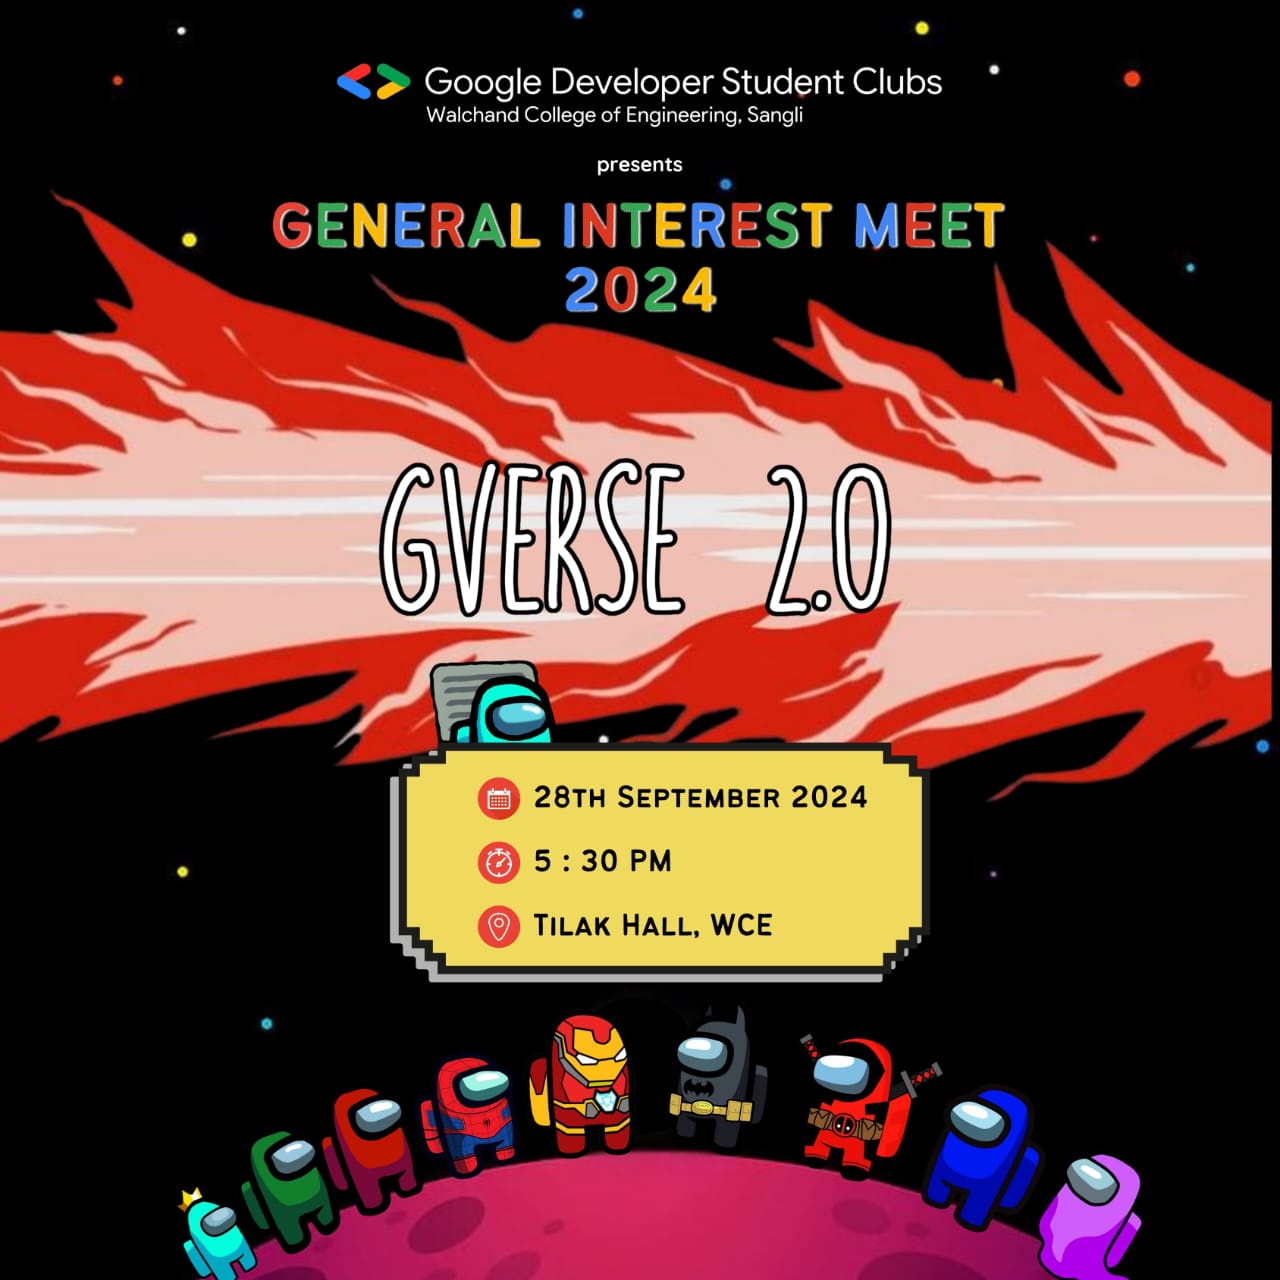 Google Developer Student Clubs
Walchand College of Engineering, Sangli
presents
GENERAL INTEREST MEET
2024
GVERSE 2.0
28TH SEPTEMBER 2024
5 : 30 PM
TILAK HALL, WCE